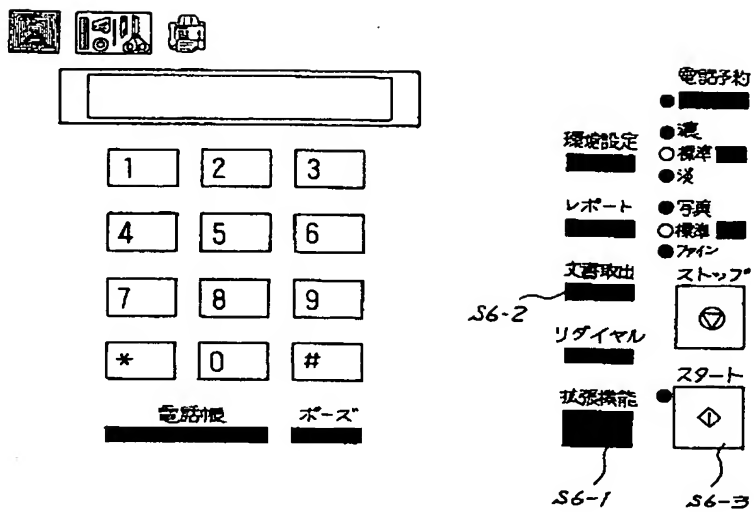 1 2 3
4 5 6
7 8 9
* 0 #
電話帳 ポーズ
環境設定
レポート
文書取出
S6-2
リダイヤル
拡張機能
S6-1
電話予約
濃
標準
淡
写真
標準
ファイン
ストップ
スタート
S6-3